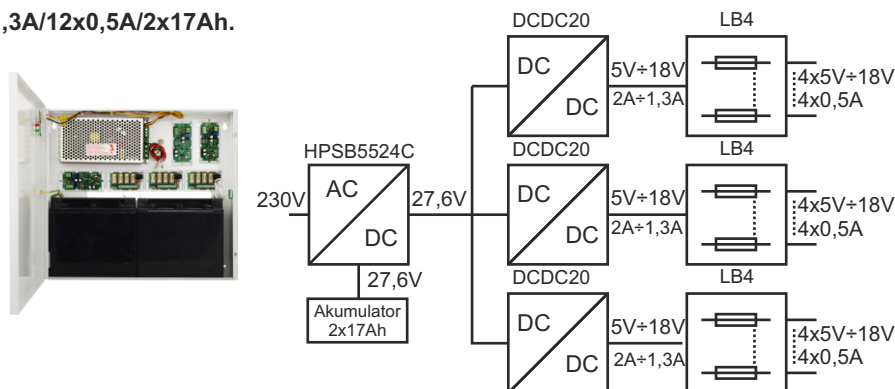 ,3A/12x0,5A/2x17Ah.
DCDC20
LB4
DC
DC
5V÷18V
2A÷1,3A
4x5V÷18V
4x0,5A
HPSB5524C
230V
AC
DC
27,6V
27,6V
Akumulator
2x17Ah
DCDC20
LB4
DC
DC
5V÷18V
2A÷1,3A
4x5V÷18V
4x0,5A
DCDC20
LB4
DC
DC
5V÷18V
2A÷1,3A
4x5V÷18V
4x0,5A